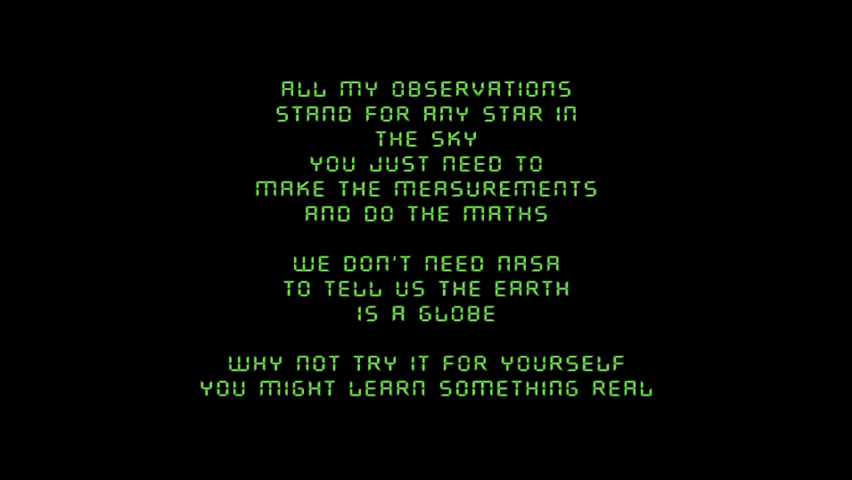 ALL MY OBSERVATIONS
STAND FOR ANY STAR IN
THE SKY
YOU JUST NEED TO
MAKE THE MEASUREMENTS
AND DO THE MATHS
WE DON'T NEED NASA
TO TELL US THE EARTH
IS A GLOBE
WHY NOT TRY IT FOR YOURSELF
YOU MIGHT LEARN SOMETHING REAL